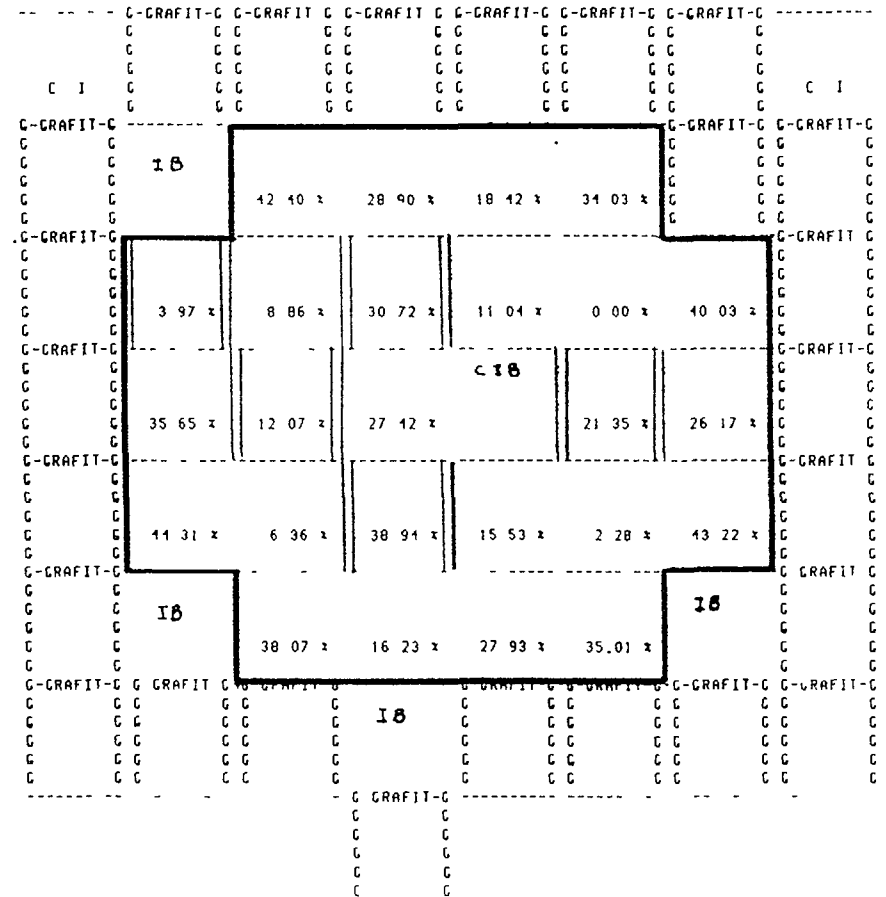 G-GRAFIT-G G-GRAFIT G G-GRAFIT G G-GRAFIT-G G-GRAFIT-G G-GRAFIT-G
G G G G G G G G G G G G
G G G G G G G G G G G G
G G G G G G G G G G G G
C I G G G G G G G G G G G G C I
G G G G G G G G G G G G
G-GRAFIT-G G-GRAFIT-G G-GRAFIT-G
G G G G G G
G G IB G G G G
G G G G G G
G G 42 40 % 28 90 % 18 42 % 34 03 % G G G G
G G G G G G
G-GRAFIT-G G-GRAFIT G
G G G G
G G G G
G G G G
G G 3 97 % 8 86 % 30 72 % 11 04 % 0 00 % 40 03 % G G
G G G G
G-GRAFIT-G G-GRAFIT-G
G G CIB G G
G G G G
G G G G
G G 35 65 % 12 07 % 27 42 % 21 35 % 26 17 % G G
G G G G
G-GRAFIT-G G-GRAFIT G
G G G G
G G G G
G G G G
G G 44 31 % 6 36 % 38 94 % 15 53 % 2 28 % 43 22 % G G
G G G G
G-GRAFIT-G GRAFIT G
G G G G
G G IB IB G G
G G G G
G G 38 07 % 16 23 % 27 93 % 35.01 % G G
G G G G
G-GRAFIT-G G GRAFIT G G-GRAFIT-G G-GRAFIT-G
G G G G G G G G G G G G G G
G G G G G G IB G G G G G G G G
G G G G G G G G G G G G G G
G G G G G G G G G G G G G G
G G G G G G G G G G G G G G
G GRAFIT-G
G G
G G
G G
G G
G G